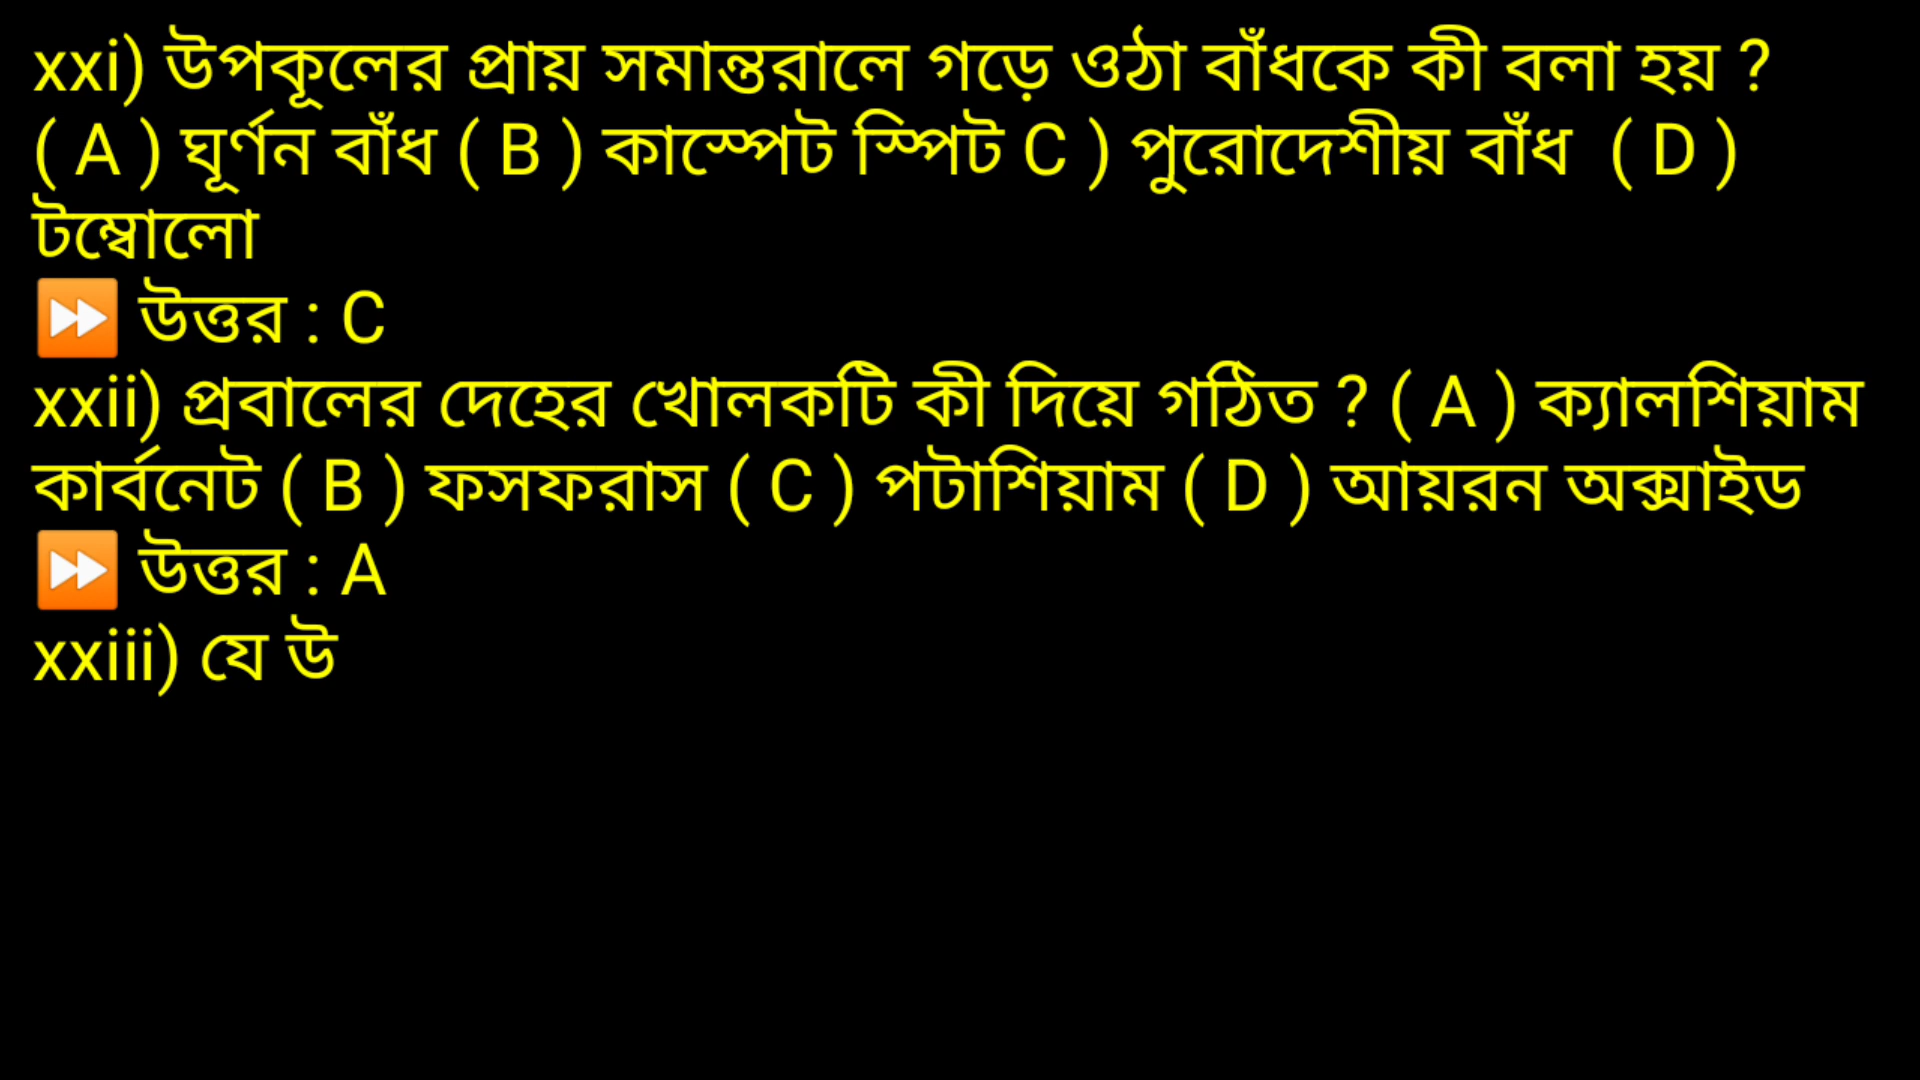 xxi) উপকূলের প্রায় সমান্তরালে গড়ে ওঠা বাঁধকে কী বলা হয় ?
( A ) ঘূর্ণন বাঁধ ( B ) কাস্পেট স্পিট C ) পুরোদেশীয় বাঁধ ( D )
টম্বোলো
⏩ উত্তর : C
xxii) প্রবালের দেহের খোলকটি কী দিয়ে গঠিত ? ( A ) ক্যালশিয়াম
কার্বনেট ( B ) ফসফরাস ( C ) পটাশিয়াম ( D ) আয়রন অক্সাইড
⏩ উত্তর : A
xxiii) যে উ